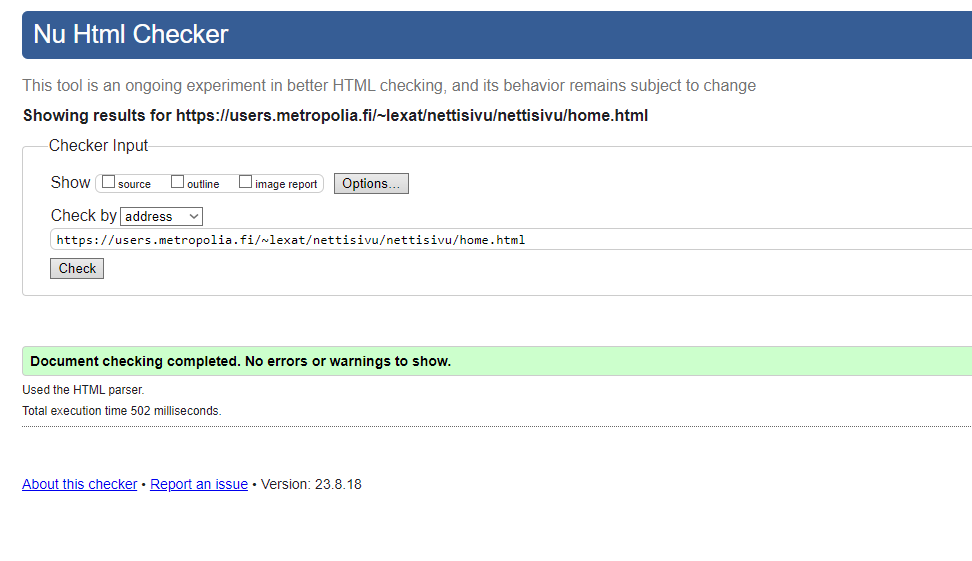 Nu Html Checker
This tool is an ongoing experiment in better HTML checking, and its behavior remains subject to change
Showing results for https://users.metropolia.fi/~lexat/nettisivu/nettisivu/home.html
Checker Input
Show source outline image report Options...
Check by address
https://users.metropolia.fi/~lexat/nettisivu/nettisivu/home.html
Check
Document checking completed. No errors or warnings to show.
Used the HTML parser.
Total execution time 502 milliseconds.
About this checker • Report an issue • Version: 23.8.18